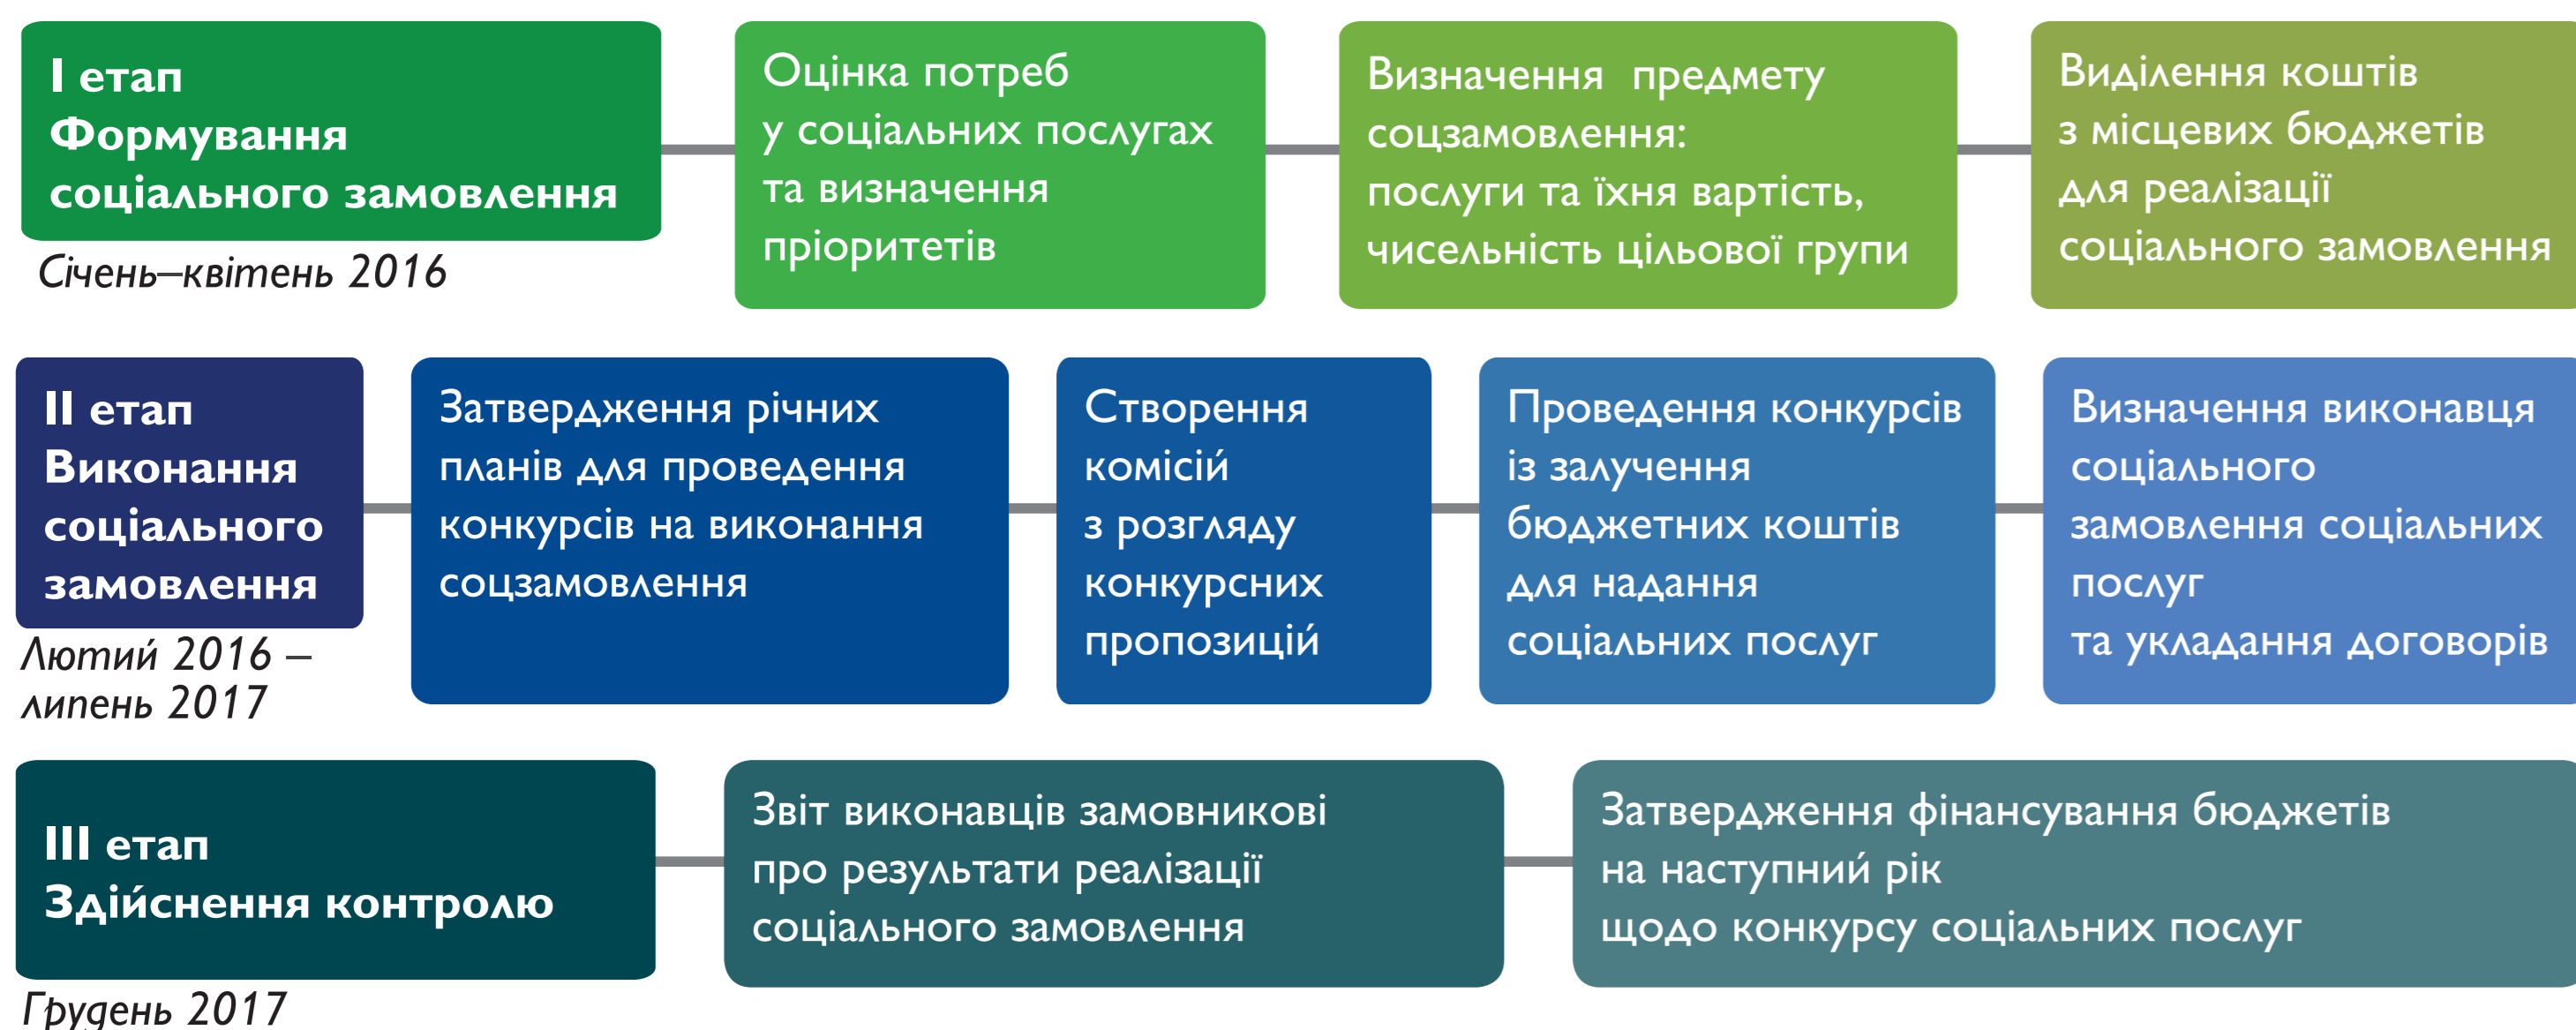 І етап
Формування
соціального замовлення
Січень–квітень 2016
Оцінка потреб
у соціальних послугах
та визначення
пріоритетів
Визначення предмету
соцзамовлення:
послуги та їхня вартість,
чисельність цільової групи
Виділення коштів
з місцевих бюджетів
для реалізації
соціального замовлення
ІІ етап
Виконання
соціального
замовлення
Лютий 2016 –
липень 2017
Затвердження річних
планів для проведення
конкурсів на виконання
соцзамовлення
Створення
комісій
з розгляду
конкурсних
пропозицій
Проведення конкурсів
із залучення
бюджетних коштів
для надання
соціальних послуг
Визначення виконавця
соціального
замовлення соціальних
послуг
та укладання договорів
ІІІ етап
Здійснення контролю
Грудень 2017
Звіт виконавців замовникові
про результати реалізації
соціального замовлення
Затвердження фінансування бюджетів
на наступний рік
щодо конкурсу соціальних послуг